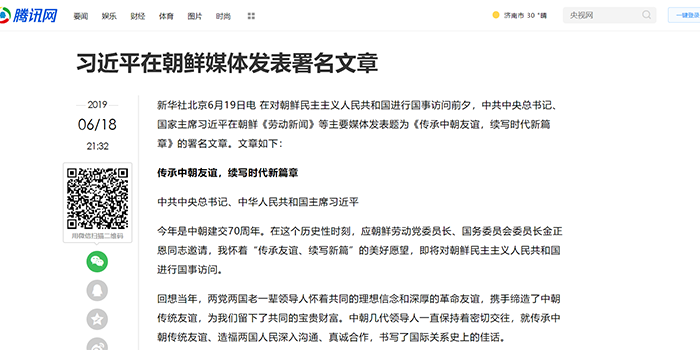 腾讯网 要闻 娱乐 财经 体育 图片 时尚 济南市 30 °晴 央视网 一键登录
习近平在朝鲜媒体发表署名文章
2019
06/18
21:32
用微信扫描二维码
新华社北京6月19日电 在对朝鲜民主主义人民共和国进行国事访问前夕，中共中央总书记、
国家主席习近平在朝鲜《劳动新闻》等主要媒体发表题为《传承中朝友谊，续写时代新篇
章》的署名文章。文章如下：
传承中朝友谊，续写时代新篇章
中共中央总书记、中华人民共和国主席习近平
今年是中朝建交70周年。在这个历史性时刻，应朝鲜劳动党委员长、国务委员会委员长金正
恩同志邀请，我怀着“传承友谊、续写新篇”的美好愿望，即将对朝鲜民主主义人民共和国
进行国事访问。
回想当年，两党两国老一辈领导人怀着共同的理想信念和深厚的革命友谊，携手缔造了中朝
传统友谊，为我们留下了共同的宝贵财富。中朝几代领导人一直保持着密切交往，就传承中
朝传统友谊、造福两国人民深入沟通、真诚合作，书写了国际关系史上的佳话。